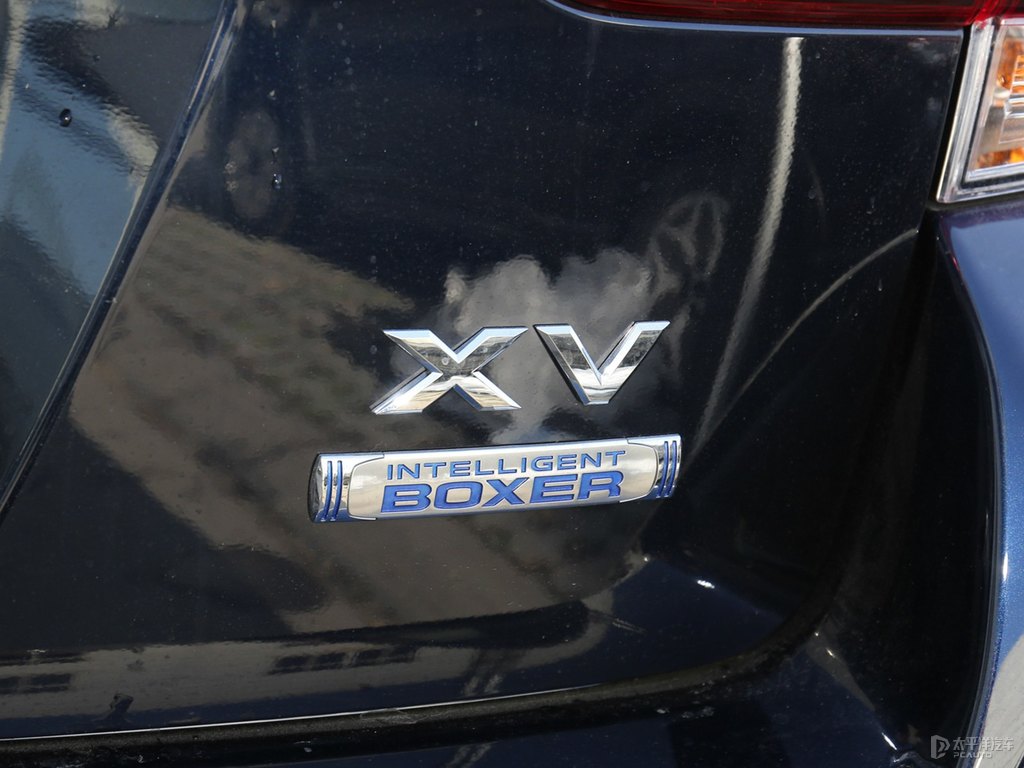 XV
INTELLIGENT
BOXER
太平洋汽车
PCAUTO